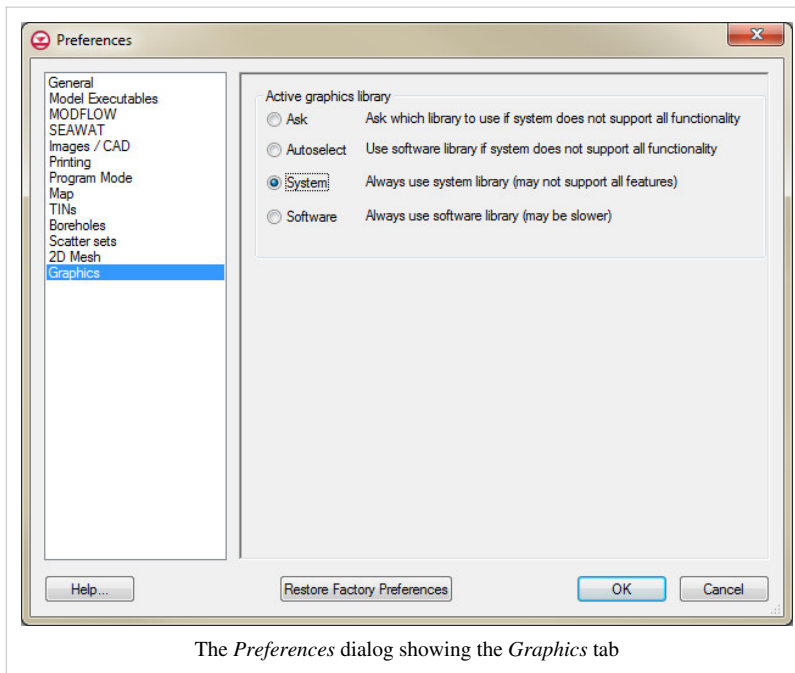 Preferences
General
Model Executables
MODFLOW
SEAWAT
Images / CAD
Printing
Program Mode
Map
TINs
Boreholes
Scatter sets
2D Mesh
Graphics
Active graphics library
Ask Ask which library to use if system does not support all functionality
Autoselect Use software library if system does not support all functionality
System Always use system library (may not support all features)
Software Always use software library (may be slower)
Help... Restore Factory Preferences OK Cancel
The Preferences dialog showing the Graphics tab